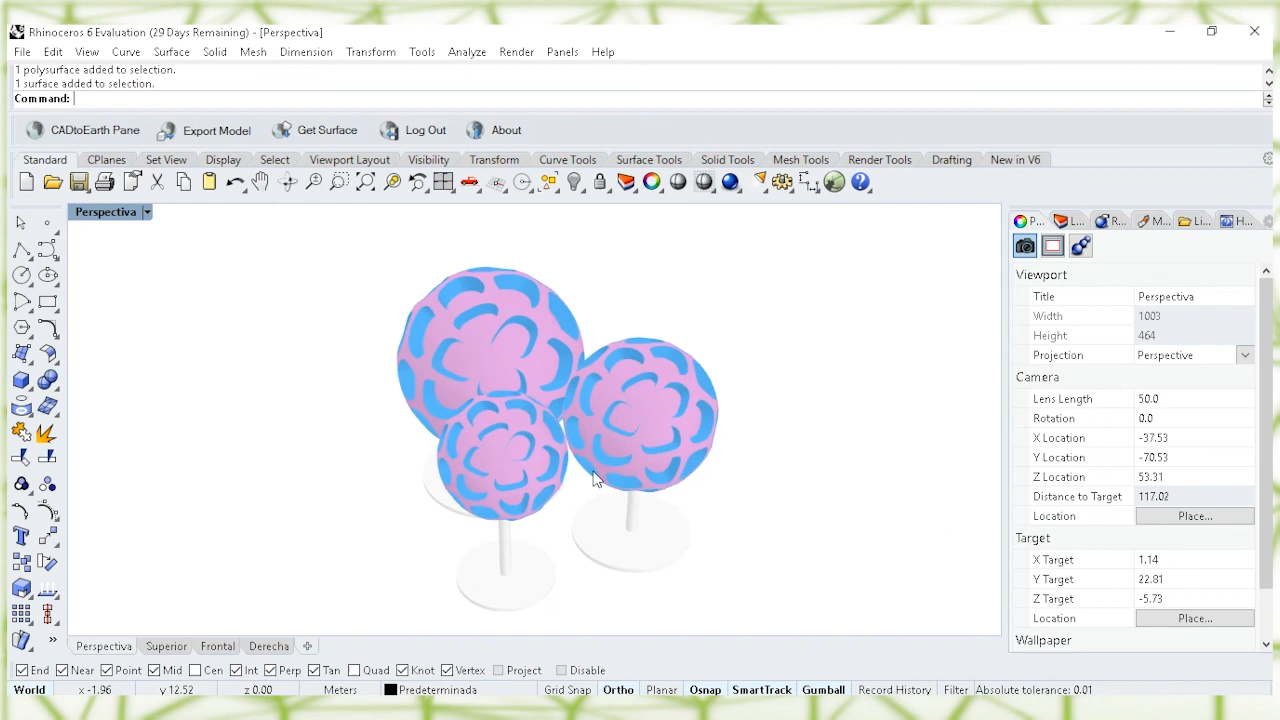 Rhinoceros 6 Evaluation (29 Days Remaining) - [Perspectiva]
File Edit View Curve Surface Solid Mesh Dimension Transform Tools Analyze Render Panels Help
1 polysurface added to selection.
1 surface added to selection.
Command:
CADtoEarth Pane Export Model Get Surface Log Out About
Standard CPlanes Set View Display Select Viewport Layout Visibility Transform Curve Tools Surface Tools Solid Tools Mesh Tools Render Tools Drafting New in V6
Perspectiva
P... L... R... M... Li... H...
Viewport
Title Perspectiva
Width 1003
Height 464
Projection Perspective
Camera
Lens Length 50.0
Rotation 0.0
X Location -37.53
Y Location -70.53
Z Location 53.31
Distance to Target 117.02
Location Place...
Target
X Target 1.14
Y Target 22.81
Z Target -5.73
Location Place...
Wallpaper
Perspectiva Superior Frontal Derecha
End Near Point Mid Cen Int Perp Tan Quad Knot Vertex Project Disable
World x -1.96 y 12.52 z 0.00 Meters Predeterminada Grid Snap Ortho Planar Osnap SmartTrack Gumball Record History Filter Absolute tolerance: 0.01